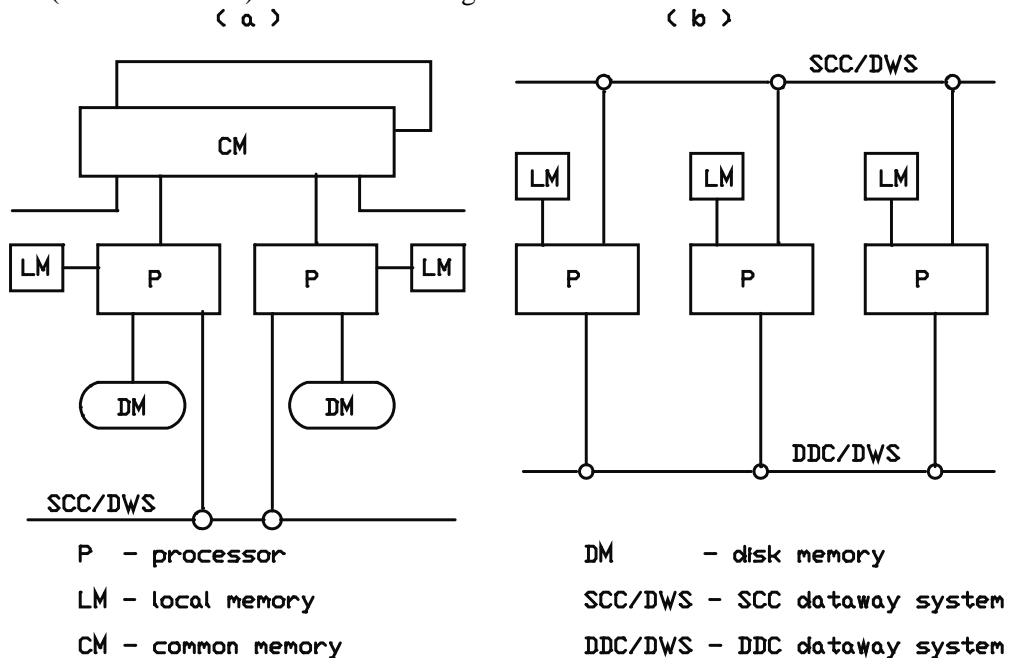 ( a )
( b )
SCC/DWS
CM
LM
LM
LM
LM
P
P
LM
P
P
P
DM
DM
DDC/DWS
SCC/DWS
P - processor
DM - disk memory
LM - local memory
SCC/DWS - SCC dataway system
CM - common memory
DDC/DWS - DDC dataway system